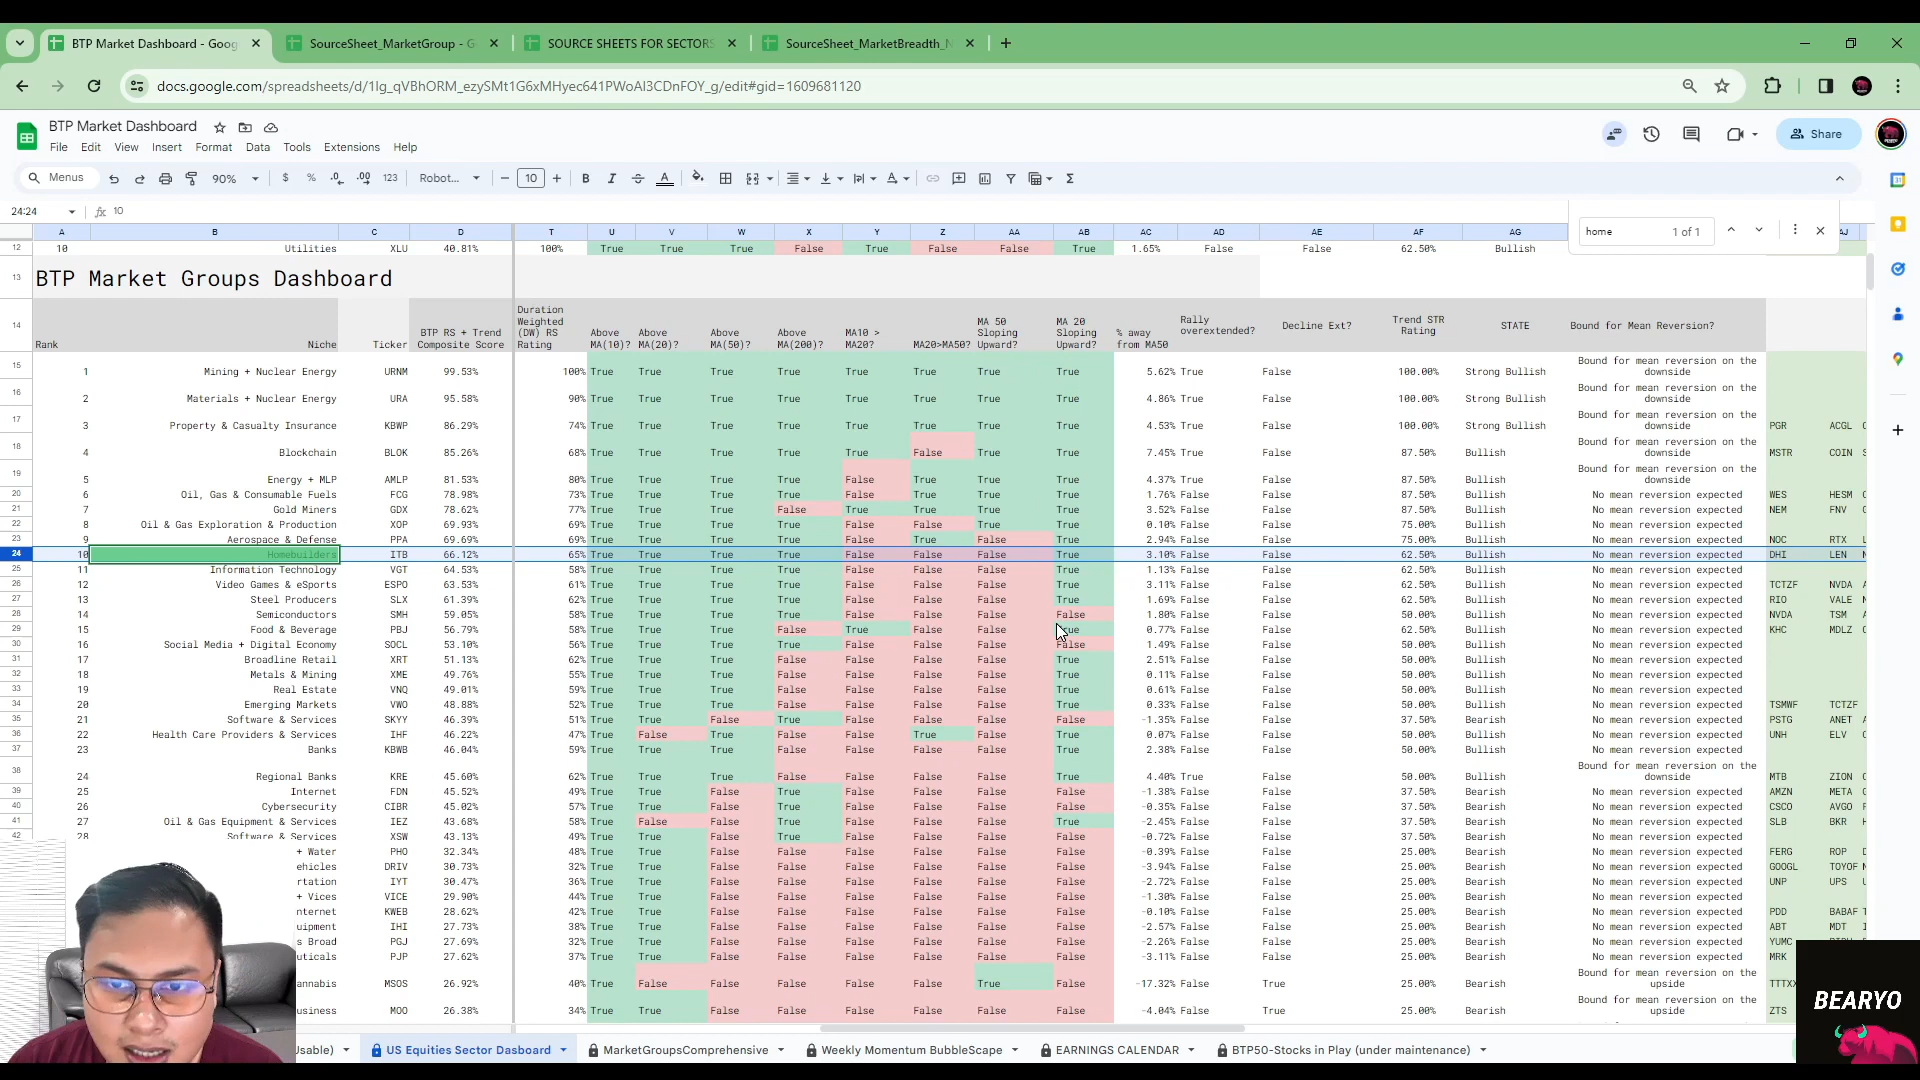 BTP Market Dashboard - Goog
SourceSheet_MarketGroup - G
SOURCE SHEETS FOR SECTORS
SourceSheet_MarketBreadth_N
docs.google.com/spreadsheets/d/1lg_qVBhORM_ezySMt1G6xMHyec641PWoAI3CDnFOY_g/edit#gid=1609681120
BTP Market Dashboard
File Edit View Insert Format Data Tools Extensions Help
Share
Menus 90% $ % .0 .00 123 Robot... 10 B I A
24:24 fx 10
home 1 of 1
A B C D T U V W X Y Z AA AB AC AD AE AF AG
12 10 Utilities XLU 40.81% 100% True True True False True False False True 1.65% False False 62.50% Bullish
13 BTP Market Groups Dashboard
14 Rank Niche Ticker BTP RS + Trend Composite Score Duration Weighted (DW) RS Rating Above MA(10)? Above MA(20)? Above MA(50)? Above MA(200)? MA10 > MA20? MA20>MA50? MA 50 Sloping Upward? MA 20 Sloping Upward? % away from MA50 Rally overextended? Decline Ext? Trend STR Rating STATE Bound for Mean Reversion?
15 1 Mining + Nuclear Energy URNM 99.53% 100% True True True True True True True True 5.62% True False 100.00% Strong Bullish Bound for mean reversion on the downside
16 2 Materials + Nuclear Energy URA 95.58% 90% True True True True True True True True 4.86% True False 100.00% Strong Bullish Bound for mean reversion on the downside
17 3 Property & Casualty Insurance KBWP 86.29% 74% True True True True True True True True 4.53% True False 100.00% Strong Bullish Bound for mean reversion on the downside PGR ACGL
18 4 Blockchain BLOK 85.26% 68% True True True True True False True True 7.45% True False 87.50% Bullish Bound for mean reversion on the downside MSTR COIN
19 5 Energy + MLP AMLP 81.53% 80% True True True True False True True True 4.37% True False 87.50% Bullish Bound for mean reversion on the downside
20 6 Oil, Gas & Consumable Fuels FCG 78.98% 73% True True True True False True True True 1.76% False False 87.50% Bullish No mean reversion expected WES HESM
21 7 Gold Miners GDX 78.62% 77% True True True False True True True True 3.52% False False 87.50% Bullish No mean reversion expected NEM FNV
22 8 Oil & Gas Exploration & Production XOP 69.93% 69% True True True True False False True True 0.10% False False 75.00% Bullish No mean reversion expected
23 9 Aerospace & Defense PPA 69.69% 69% True True True True False True False True 2.94% False False 75.00% Bullish No mean reversion expected NOC RTX
24 10 Homebuilders ITB 66.12% 65% True True True True False False False True 3.10% False False 62.50% Bullish No mean reversion expected DHI LEN
25 11 Information Technology VGT 64.53% 58% True True True True False False False True 1.13% False False 62.50% Bullish No mean reversion expected
26 12 Video Games & eSports ESPO 63.53% 61% True True True True False False False True 3.11% False False 62.50% Bullish No mean reversion expected TCTZF NVDA
27 13 Steel Producers SLX 61.39% 62% True True True True False False False True 1.69% False False 62.50% Bullish No mean reversion expected RIO VALE
28 14 Semiconductors SMH 59.05% 58% True True True True False False False False 1.80% False False 50.00% Bullish No mean reversion expected NVDA TSM
29 15 Food & Beverage PBJ 56.79% 58% True True True False True False False True 0.77% False False 62.50% Bullish No mean reversion expected KHC MDLZ
30 16 Social Media + Digital Economy SOCL 53.10% 56% True True True True False False False False 1.49% False False 50.00% Bullish No mean reversion expected
31 17 Broadline Retail XRT 51.13% 62% True True True False False False False True 2.51% False False 50.00% Bullish No mean reversion expected
32 18 Metals & Mining XME 49.76% 55% True True True False False False False True 0.11% False False 50.00% Bullish No mean reversion expected
33 19 Real Estate VNQ 49.01% 59% True True True False False False False True 0.61% False False 50.00% Bullish No mean reversion expected
34 20 Emerging Markets VWO 48.88% 52% True True True False False False False True 0.33% False False 50.00% Bullish No mean reversion expected TSMWF TCTZF
35 21 Software & Services SKYY 46.39% 51% True True False True False False False False -1.35% False False 37.50% Bearish No mean reversion expected PSTG ANET
36 22 Health Care Providers & Services IHF 46.22% 47% True False True False False True False True 0.07% False False 50.00% Bullish No mean reversion expected UNH ELV
37 23 Banks KBWB 46.04% 59% True True True False False False False True 2.38% False False 50.00% Bullish No mean reversion expected
38 24 Regional Banks KRE 45.60% 62% True True True False False False False True 4.40% True False 50.00% Bullish Bound for mean reversion on the downside MTB ZION
39 25 Internet FDN 45.52% 49% True True False True False False False False -1.38% False False 37.50% Bearish No mean reversion expected AMZN META
40 26 Cybersecurity CIBR 45.02% 57% True True False True False False False False -0.35% False False 37.50% Bearish No mean reversion expected CSCO AVGO
41 27 Oil & Gas Equipment & Services IEZ 43.68% 58% True False False True False False False True -2.45% False False 37.50% Bearish No mean reversion expected SLB BKR
42 28 Software & Services XSW 43.13% 49% True True False True False False False False -0.72% False False 37.50% Bearish No mean reversion expected
+ Water PHO 32.34% 48% True True False False False False False False -0.39% False False 25.00% Bearish No mean reversion expected FERG ROP
ehicles DRIV 30.73% 32% True True False False False False False False -3.94% False False 25.00% Bearish No mean reversion expected GOOGL TOYOF
rtation IYT 30.47% 36% True True False False False False False False -2.72% False False 25.00% Bearish No mean reversion expected UNP UPS
+ Vices VICE 29.90% 44% True True False False False False False False -1.30% False False 25.00% Bearish No mean reversion expected
nternet KWEB 28.62% 42% True True False False False False False False -0.10% False False 25.00% Bearish No mean reversion expected PDD BABAF
uipment IHI 27.73% 38% True True False False False False False False -2.57% False False 25.00% Bearish No mean reversion expected ABT MDT
s Broad PGJ 27.69% 32% True True False False False False False False -2.26% False False 25.00% Bearish No mean reversion expected YUMC
uticals PJP 27.62% 37% True True False False False False False False -3.11% False False 25.00% Bearish No mean reversion expected MRK
annabis MSOS 26.92% 40% True False False False False False True False -17.32% False True 25.00% Bearish Bound for mean reversion on the upside
usiness MOO 26.38% 34% True True False False False False False False -4.04% False True 25.00% Bearish Bound for mean reversion on the upside ZTS
BEARYO
Jsable) US Equities Sector Dasboard MarketGroupsComprehensive Weekly Momentum BubbleScape EARNINGS CALENDAR BTP50-Stocks in Play (under maintenance)